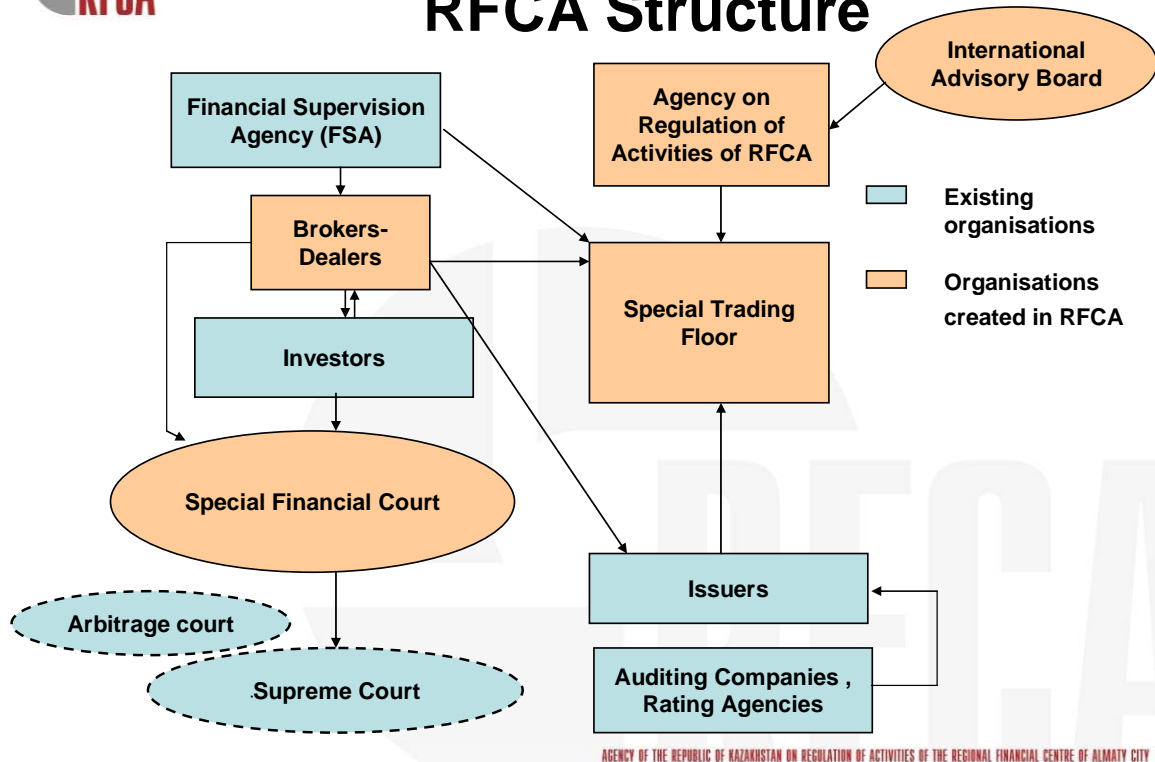 RFCA
RFCA Structure
International
Advisory Board
Financial Supervision
Agency (FSA)
Agency on
Regulation of
Activities of RFCA
Existing
organisations
Brokers-
Dealers
Organisations
created in RFCA
Special Trading
Floor
Investors
Special Financial Court
Issuers
Arbitrage court
Supreme Court
Auditing Companies ,
Rating Agencies
RFCA
AGENCY OF THE REPUBLIC OF KAZAKHSTAN ON REGULATION OF ACTIVITIES OF THE REGIONAL FINANCIAL CENTRE OF ALMATY CITY